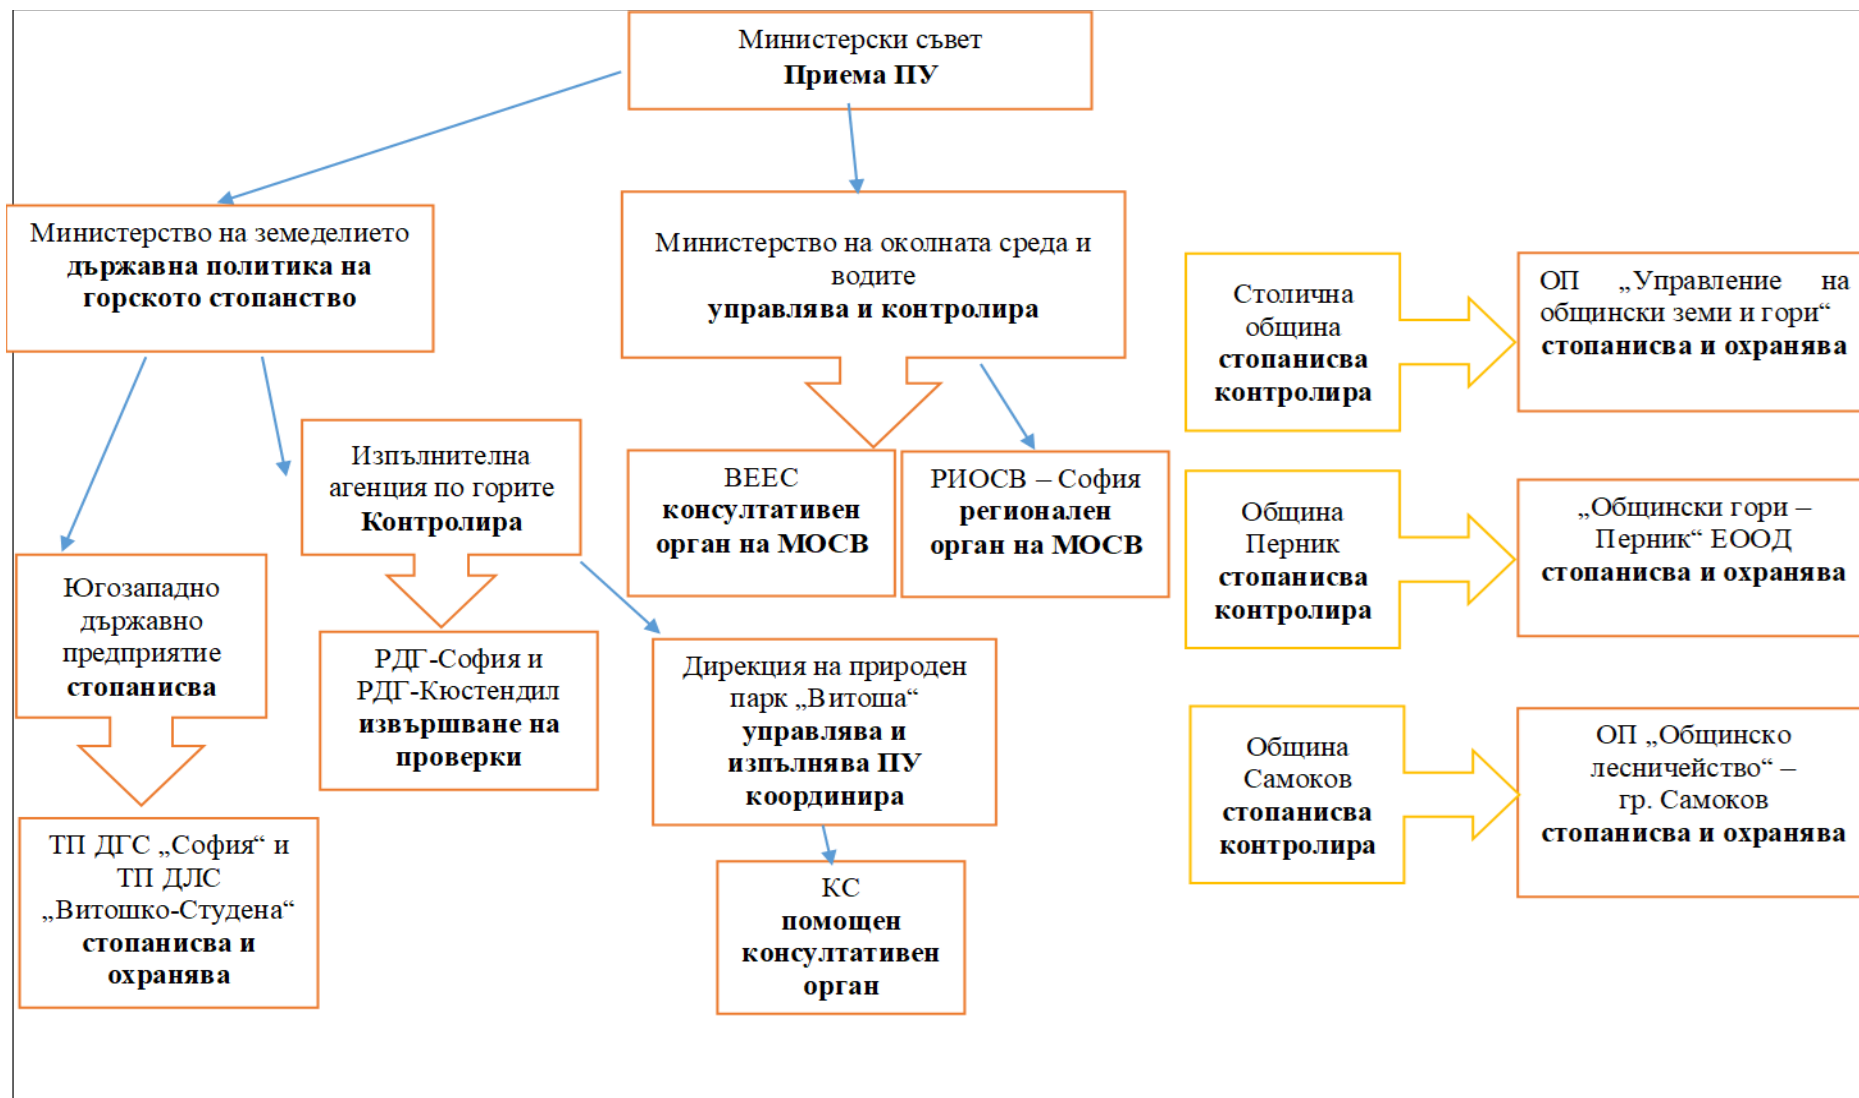 Министерски съвет
Приема ПУ
Министерство на земеделието
държавна политика на
горското стопанство
Министерство на околната среда и
водите
управлява и контролира
Столична
община
стопанисва
контролира
ОП „Управление на
общински земи и гори“
стопанисва и охранява
Изпълнителна
агенция по горите
Контролира
ВЕЕС
консултативен
орган на МОСВ
РИОСВ – София
регионален
орган на МОСВ
Община
Перник
стопанисва
контролира
„Общински гори –
Перник“ ЕООД
стопанисва и охранява
Югозападно
държавно
предприятие
стопанисва
РДГ-София и
РДГ-Кюстендил
извършване на
проверки
Дирекция на природен
парк „Витоша“
управлява и
изпълнява ПУ
координира
Община
Самоков
стопанисва
контролира
ОП „Общинско
лесничейство“ –
гр. Самоков
стопанисва и охранява
ТП ДГС „София“ и
ТП ДЛС
„Витошко-Студена“
стопанисва и
охранява
КС
помощен
консултативен
орган